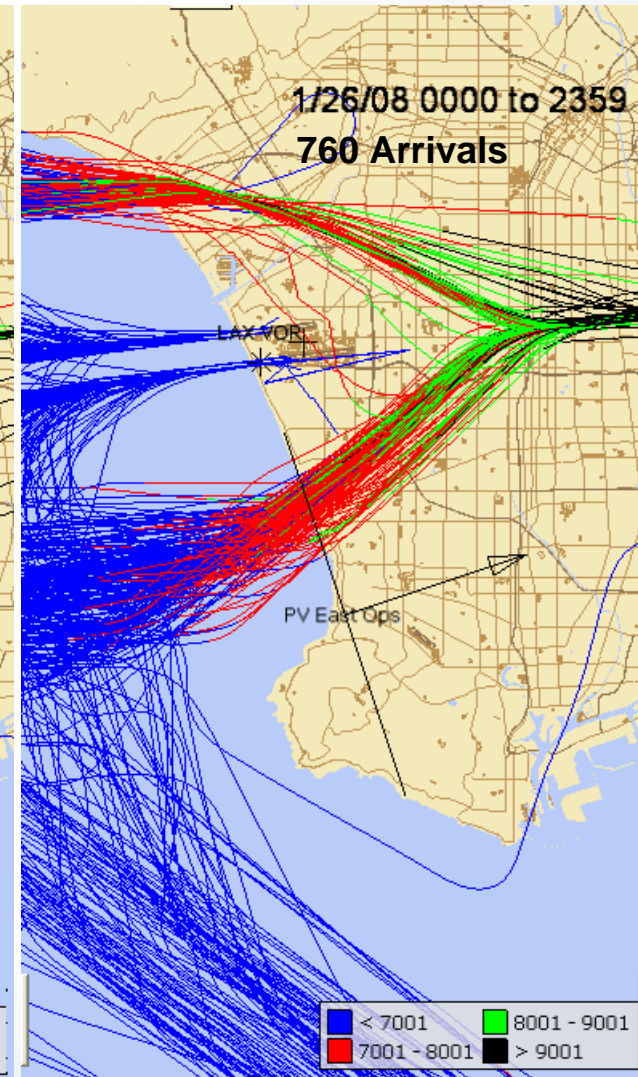 1/26/08 0000 to 2359
760 Arrivals
LAX VOR
PV East Ops
< 7001
8001 - 9001
7001 - 8001
> 9001